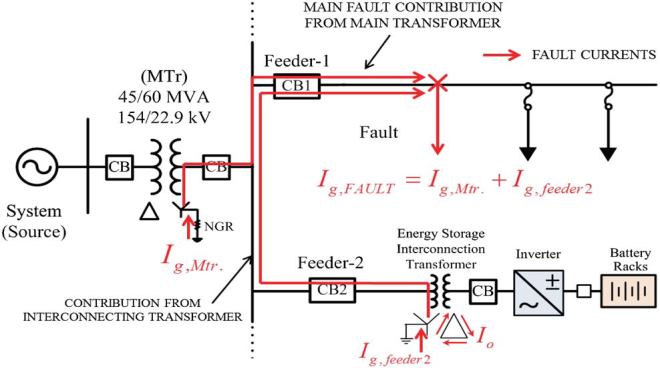 MAIN FAULT CONTRIBUTION
FROM MAIN TRANSFORMER
FAULT CURRENTS
Feeder-1
CB1
(MTr)
45/60 MVA
154/22.9 kV
Fault
CB
CB
I_{g,FAULT} = I_{g,Mtr.} + I_{g,feeder2}
System
(Source)
NGR
I_{g,Mtr.}
Energy Storage
Interconnection
Transformer
Inverter
Battery
Racks
Feeder-2
CB2
CB
CONTRIBUTION FROM
INTERCONNECTING TRANSFORMER
I_o
I_{g,feeder2}